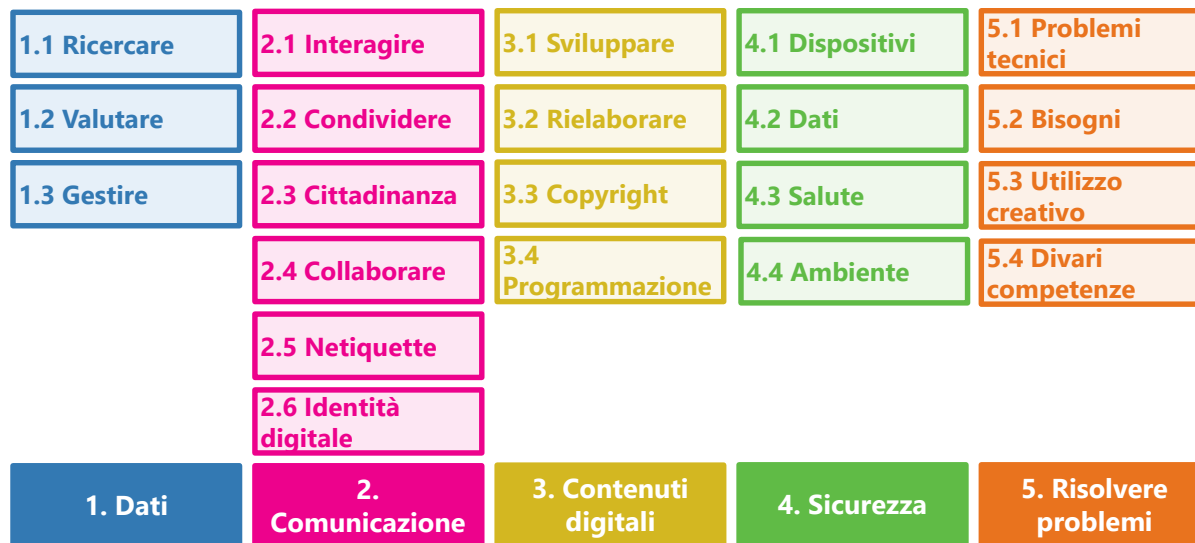 1.1 Ricercare
2.1 Interagire
3.1 Sviluppare
4.1 Dispositivi
5.1 Problemi
tecnici
1.2 Valutare
2.2 Condividere
3.2 Rielaborare
4.2 Dati
5.2 Bisogni
1.3 Gestire
2.3 Cittadinanza
3.3 Copyright
4.3 Salute
5.3 Utilizzo
creativo
2.4 Collaborare
3.4
Programmazione
4.4 Ambiente
5.4 Divari
competenze
2.5 Netiquette
2.6 Identità
digitale
1. Dati
2.
Comunicazione
3. Contenuti
digitali
4. Sicurezza
5. Risolvere
problemi